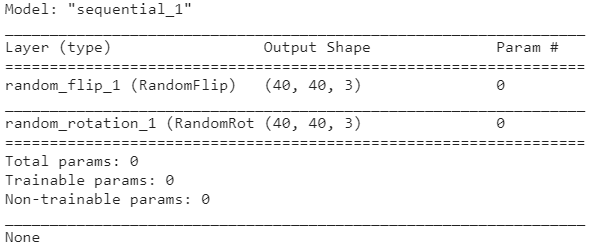 Model: "sequential_1"
_________________________________________________________________
Layer (type)                 Output Shape              Param #
=================================================================
random_flip_1 (RandomFlip)   (40, 40, 3)               0
_________________________________________________________________
random_rotation_1 (RandomRot (40, 40, 3)               0
=================================================================
Total params: 0
Trainable params: 0
Non-trainable params: 0
_________________________________________________________________
None